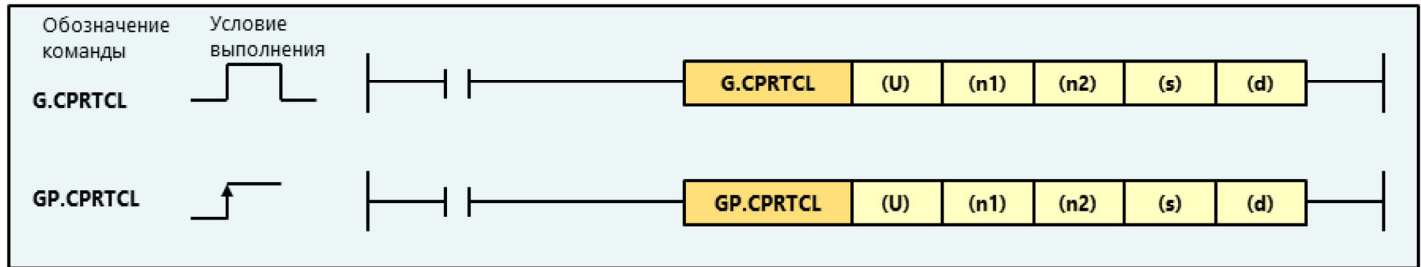 Обозначение команды
Условие выполнения
G.CPRTCL
G.CPRTCL (U) (n1) (n2) (s) (d)
GP.CPRTCL
GP.CPRTCL (U) (n1) (n2) (s) (d)